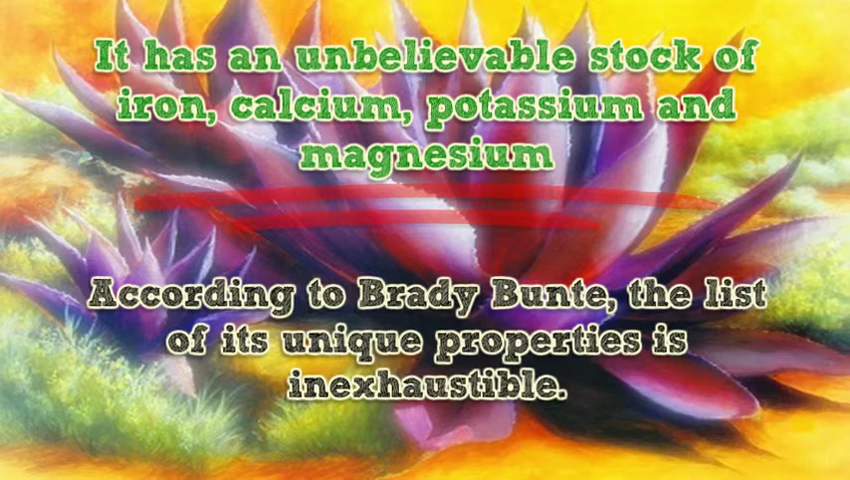 It has an unbelievable stock of
iron, calcium, potassium and
magnesium
According to Brady Bunte, the list
of its unique properties is
inexhaustible.